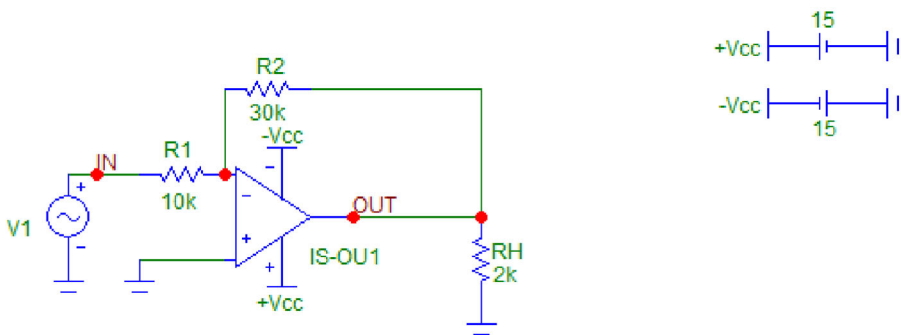 15
+Vcc
-Vcc
15
R2
30k
-Vcc
R1
IN
10k
V1
OUT
IS-OU1
RH
2k
+Vcc